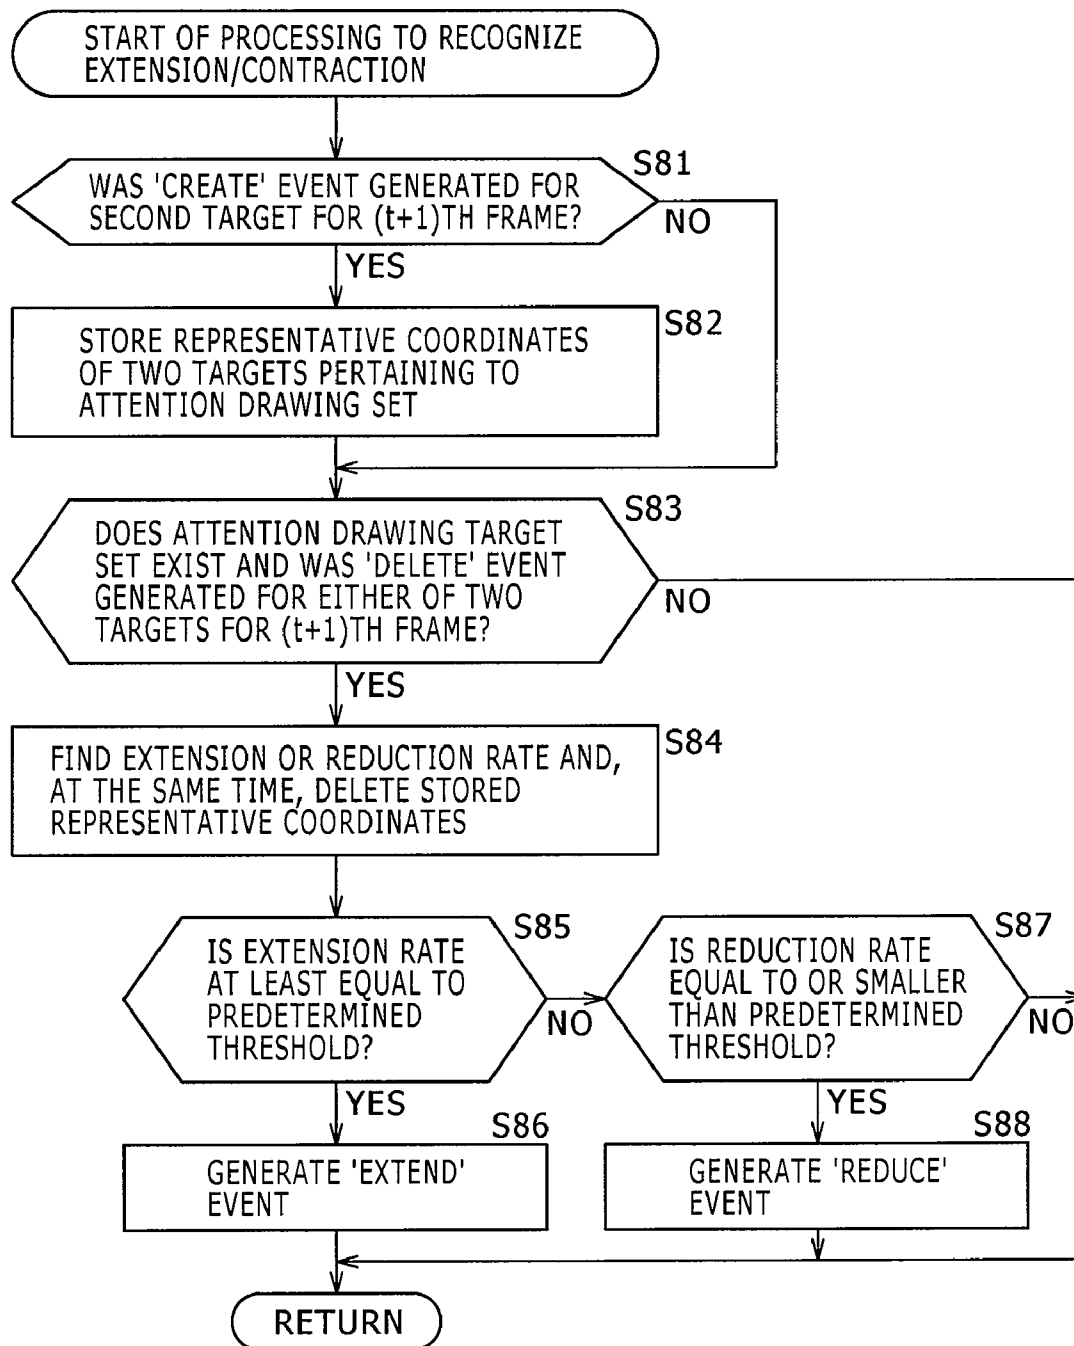 START OF PROCESSING TO RECOGNIZE
EXTENSION/CONTRACTION
S81
WAS 'CREATE' EVENT GENERATED FOR
SECOND TARGET FOR (t+1)TH FRAME?
NO
YES
S82
STORE REPRESENTATIVE COORDINATES
OF TWO TARGETS PERTAINING TO
ATTENTION DRAWING SET
S83
DOES ATTENTION DRAWING TARGET
SET EXIST AND WAS 'DELETE' EVENT
GENERATED FOR EITHER OF TWO
TARGETS FOR (t+1)TH FRAME?
NO
YES
S84
FIND EXTENSION OR REDUCTION RATE AND,
AT THE SAME TIME, DELETE STORED
REPRESENTATIVE COORDINATES
S85
IS EXTENSION RATE
AT LEAST EQUAL TO
PREDETERMINED
THRESHOLD?
NO
YES
S87
IS REDUCTION RATE
EQUAL TO OR SMALLER
THAN PREDETERMINED
THRESHOLD?
NO
YES
S86
GENERATE 'EXTEND'
EVENT
S88
GENERATE 'REDUCE'
EVENT
RETURN